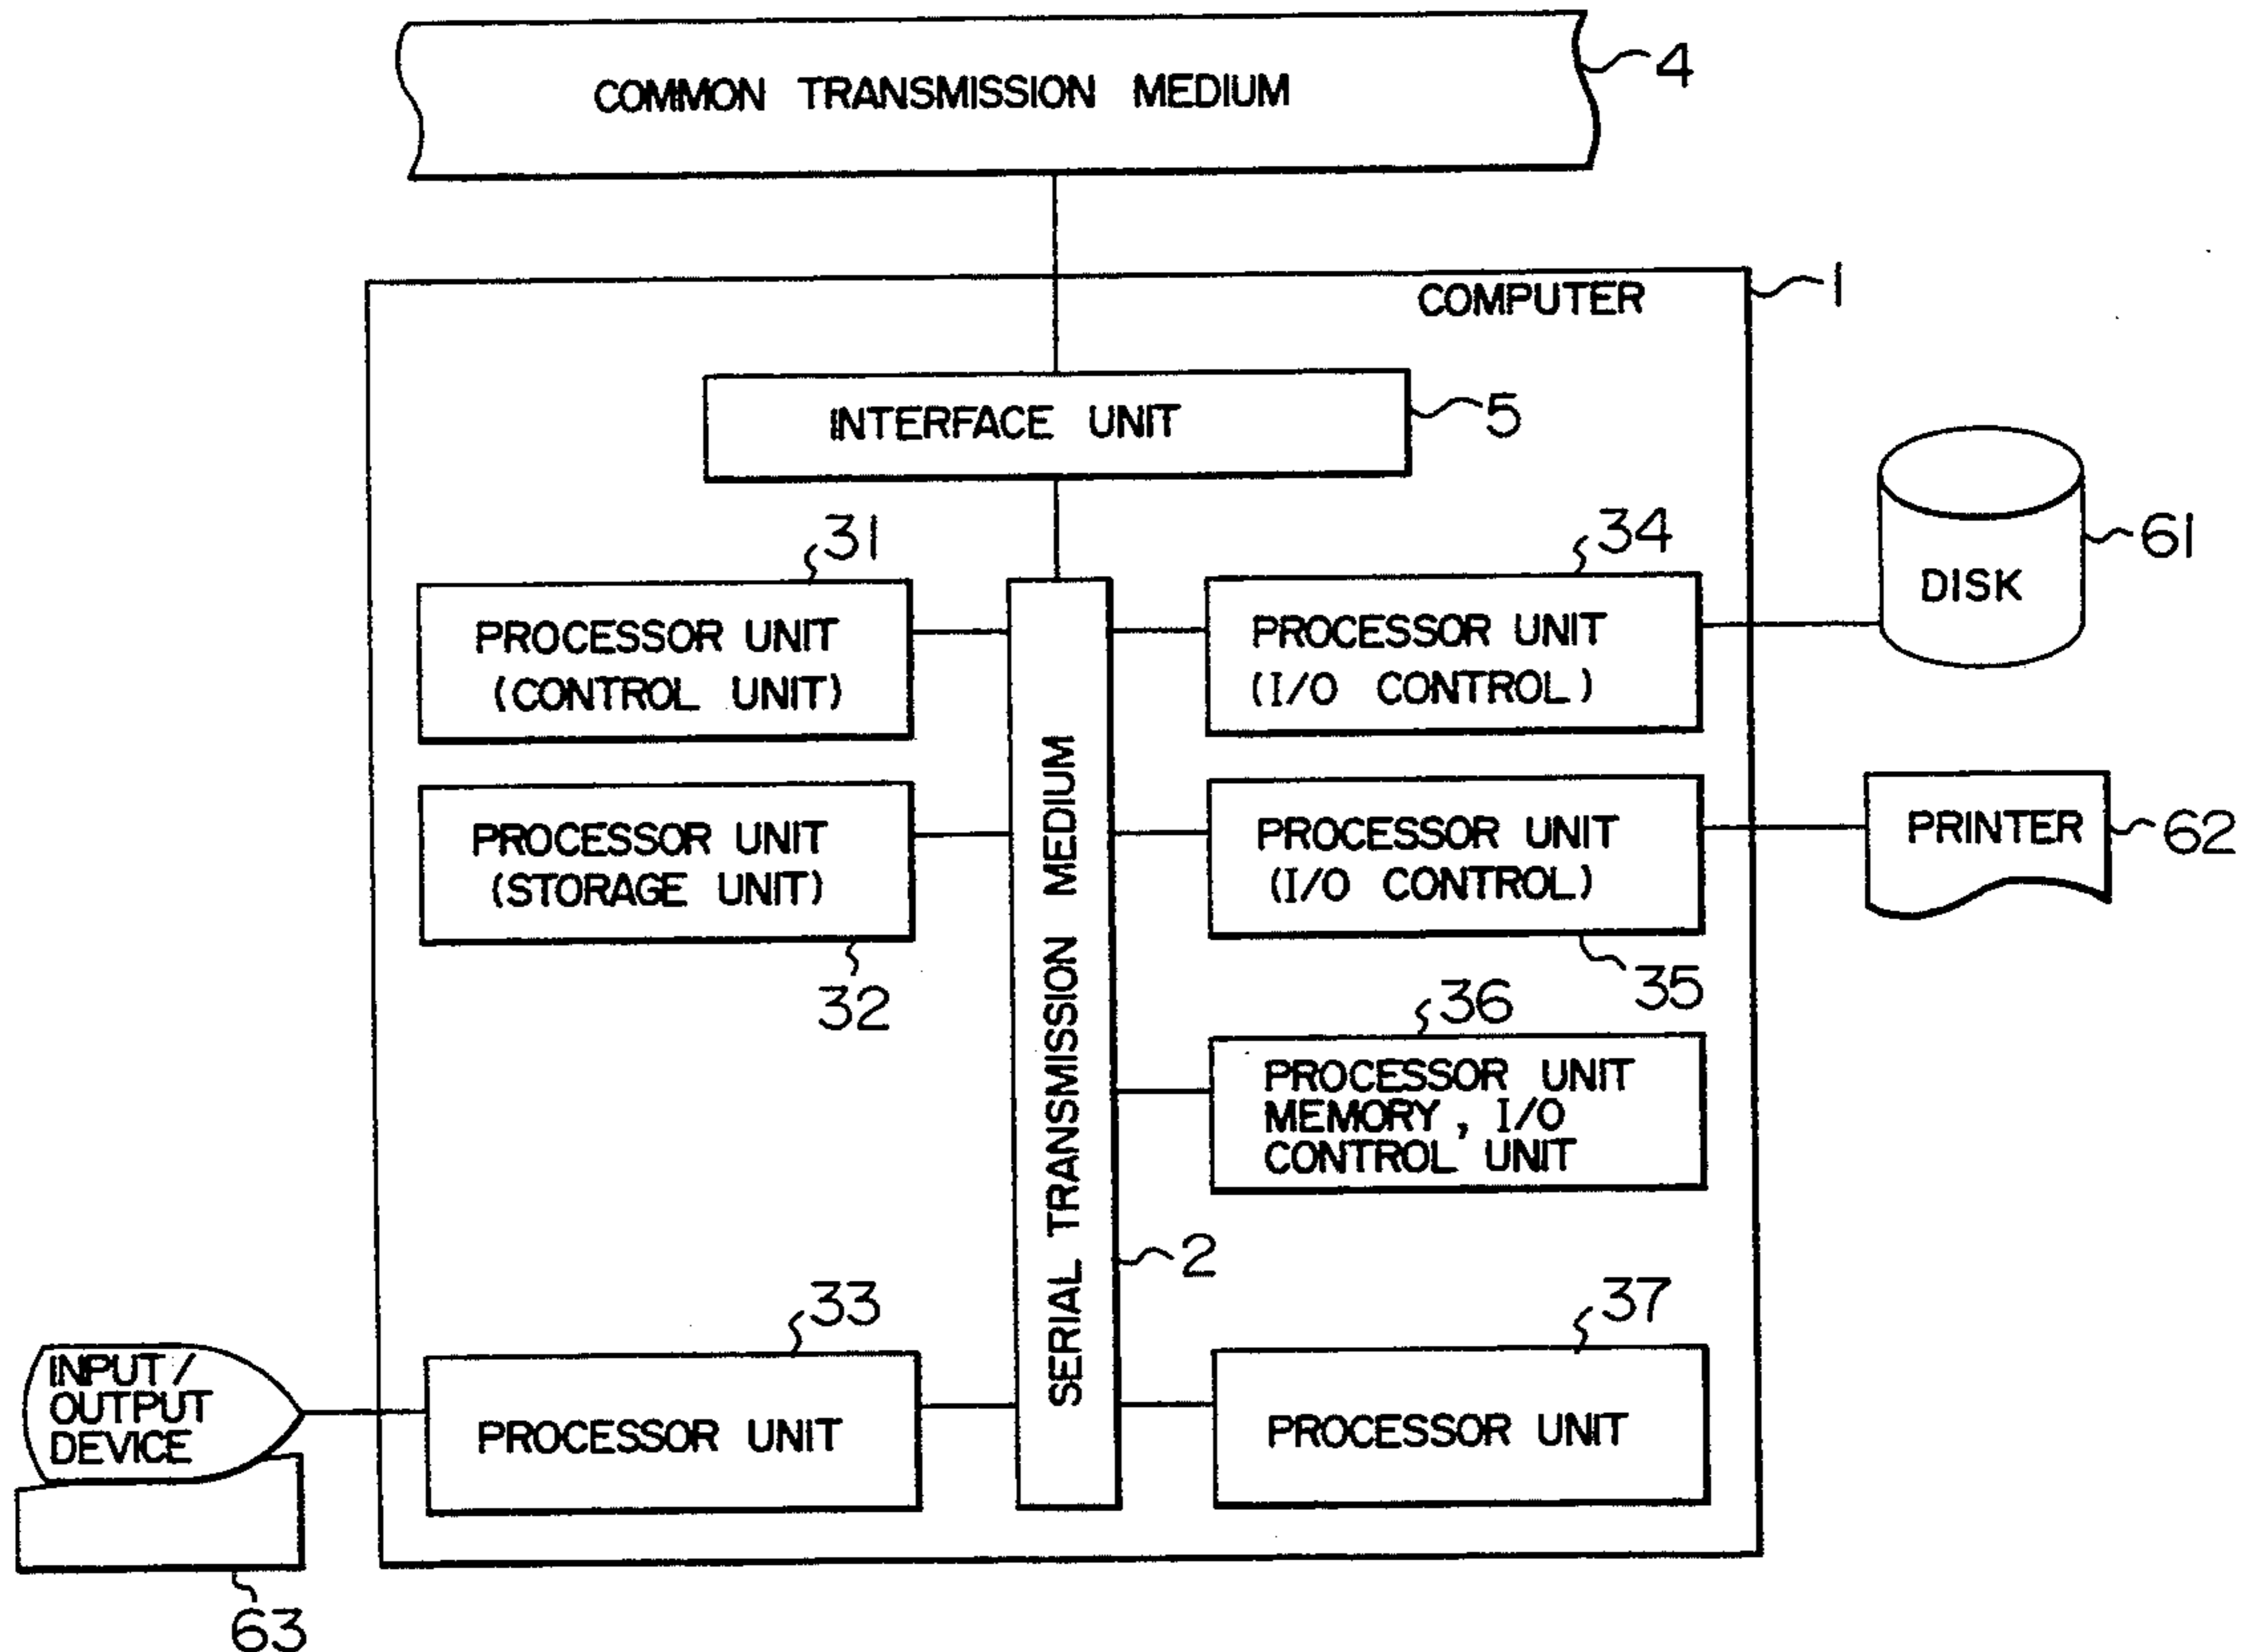 COMMON TRANSMISSION MEDIUM
4
COMPUTER
1
INTERFACE UNIT
5
31
PROCESSOR UNIT
(CONTROL UNIT)
34
PROCESSOR UNIT
(I/O CONTROL)
DISK
61
PROCESSOR UNIT
(STORAGE UNIT)
32
PROCESSOR UNIT
(I/O CONTROL)
35
PRINTER
62
SERIAL TRANSMISSION MEDIUM
2
36
PROCESSOR UNIT
MEMORY, I/O
CONTROL UNIT
33
PROCESSOR UNIT
37
PROCESSOR UNIT
INPUT/
OUTPUT
DEVICE
63